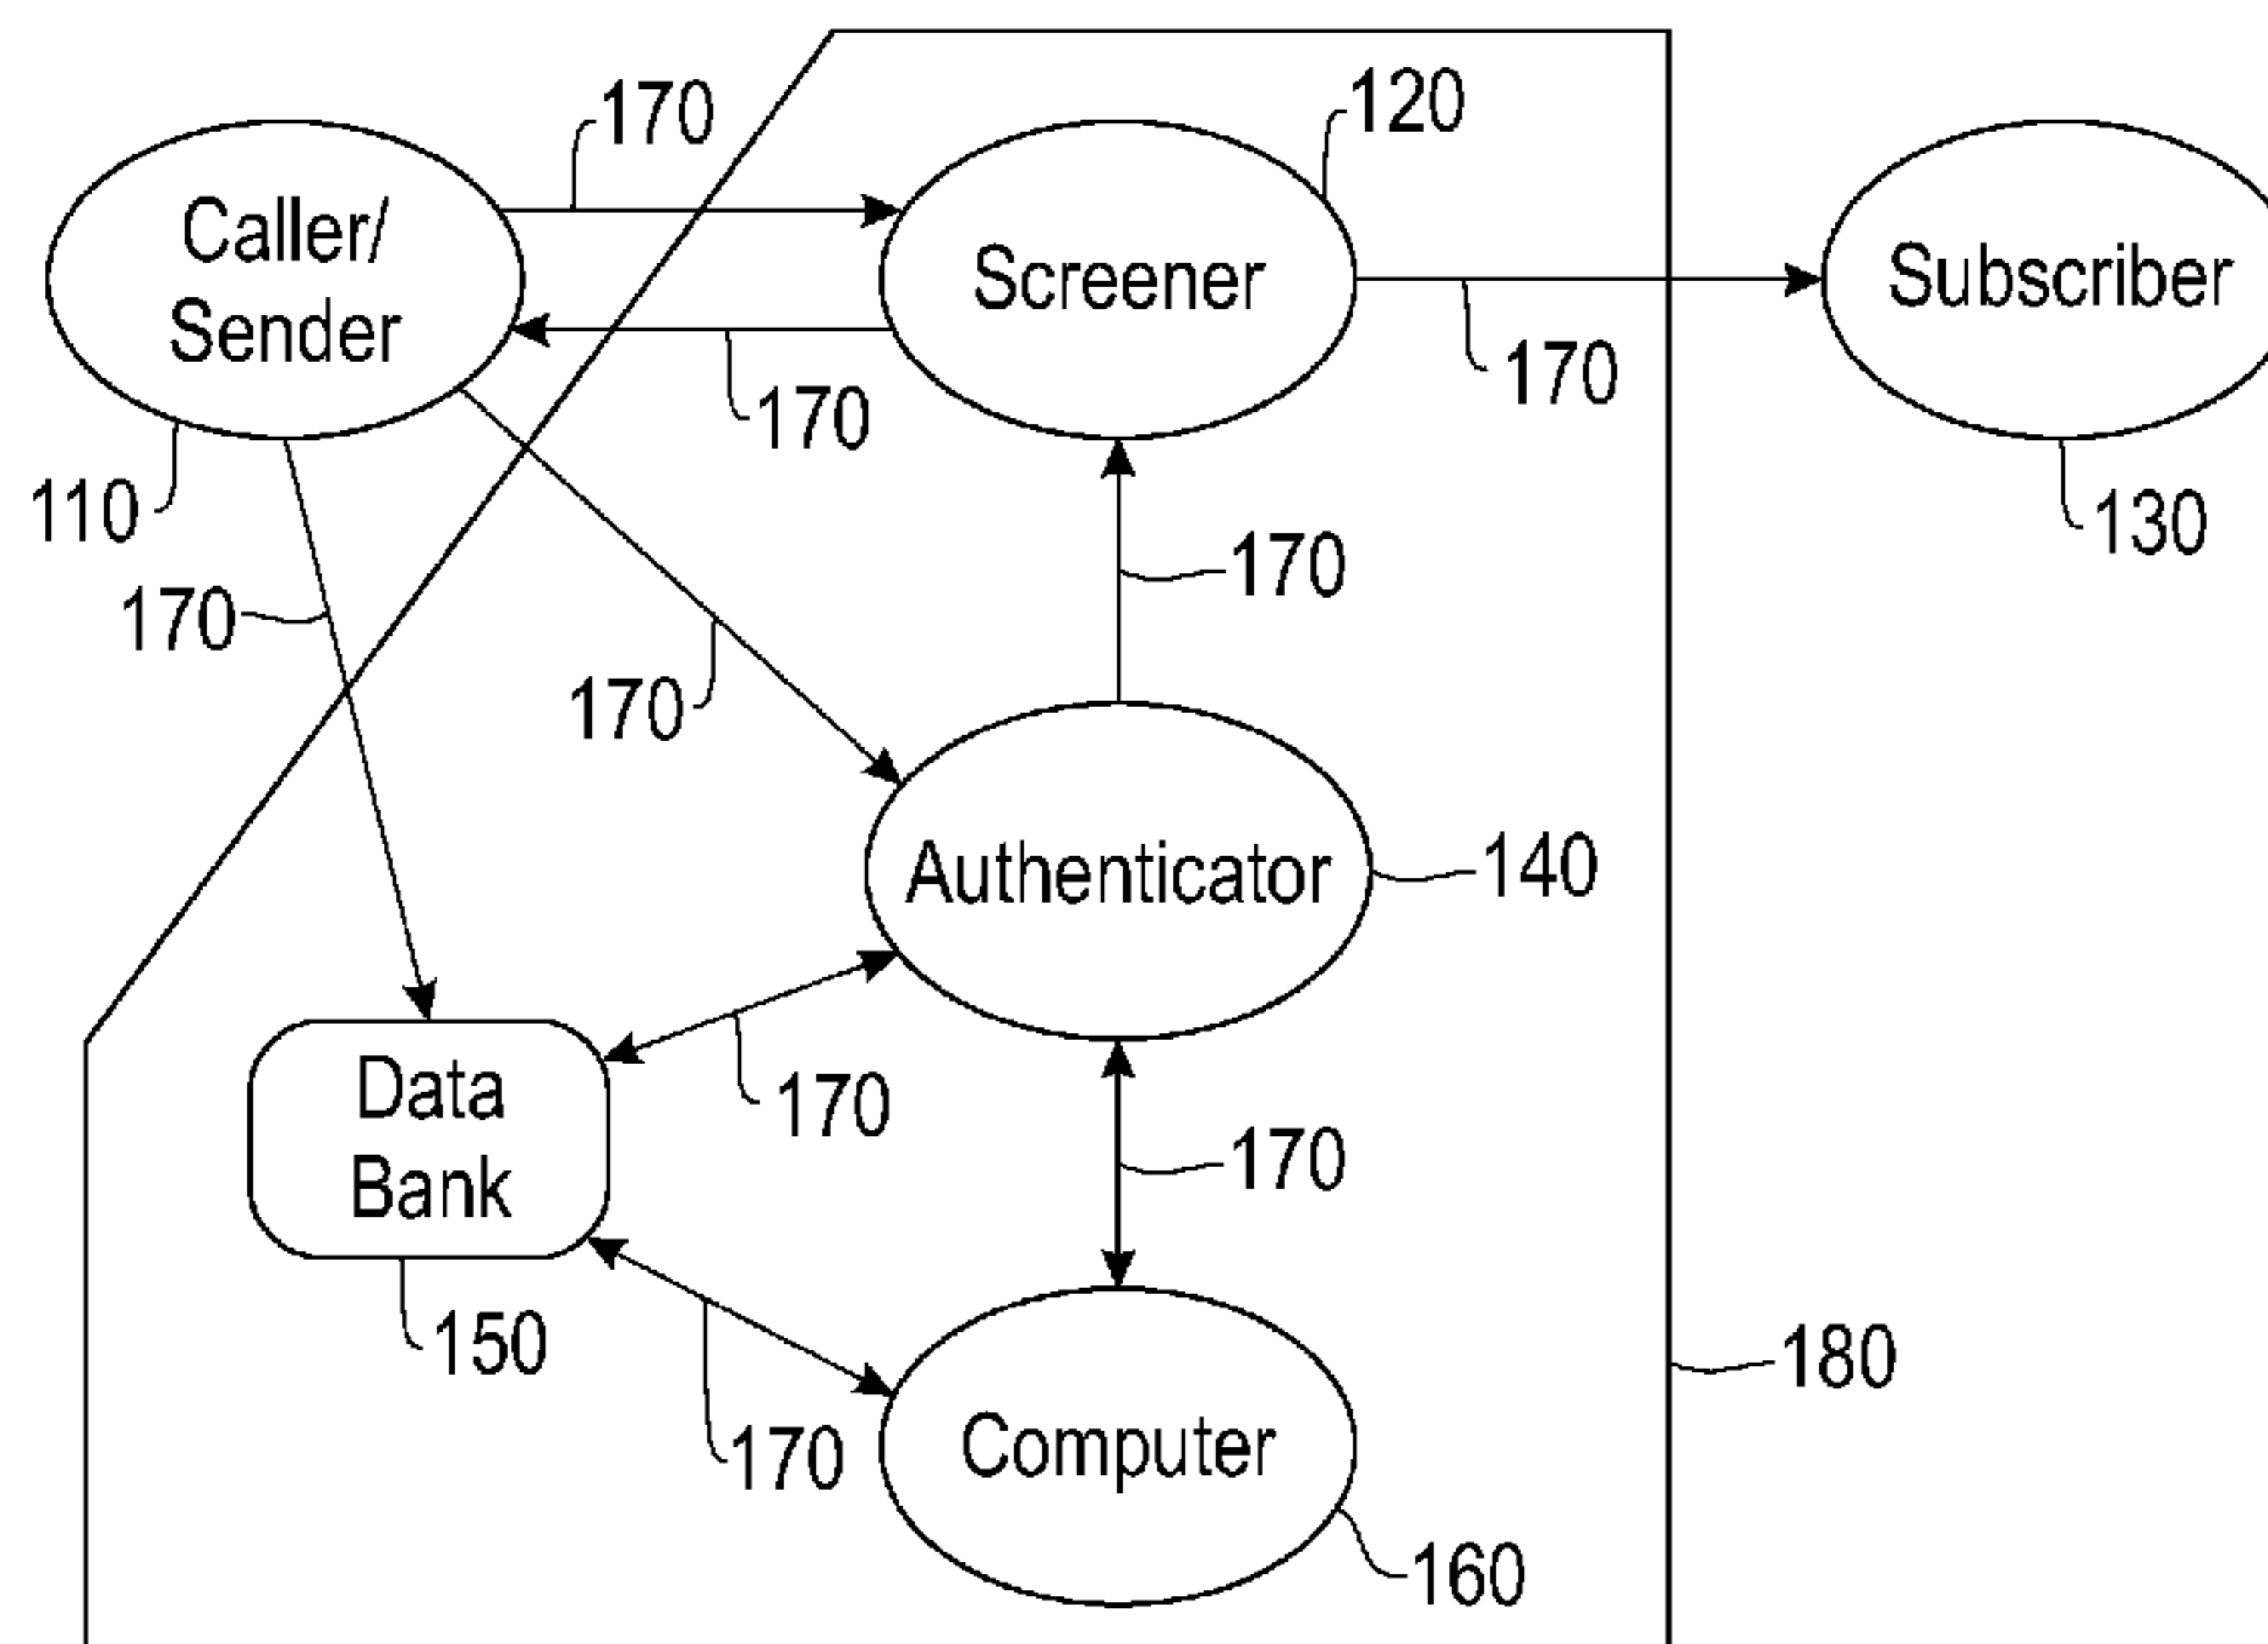 170
120
Caller/
Sender
Screener
Subscriber
170
170
110
130
170
170
170
Authenticator
140
Data
Bank
170
170
150
180
170
Computer
160